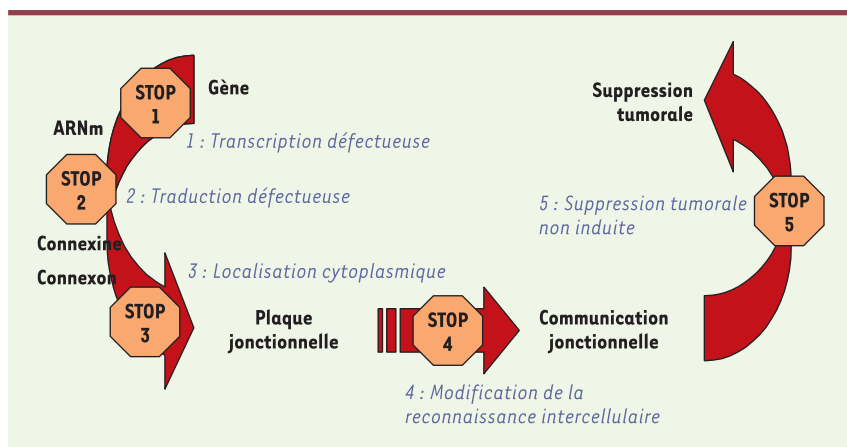 STOP
1
Gène
ARNm
1 : Transcription défectueuse
STOP
2
2 : Traduction défectueuse
Connexine
Connexon
3 : Localisation cytoplasmique
STOP
3
Plaque
jonctionnelle
STOP
4
4 : Modification de la
reconnaissance intercellulaire
Communication
jonctionnelle
5 : Suppression tumorale
non induite
STOP
5
Suppression
tumorale